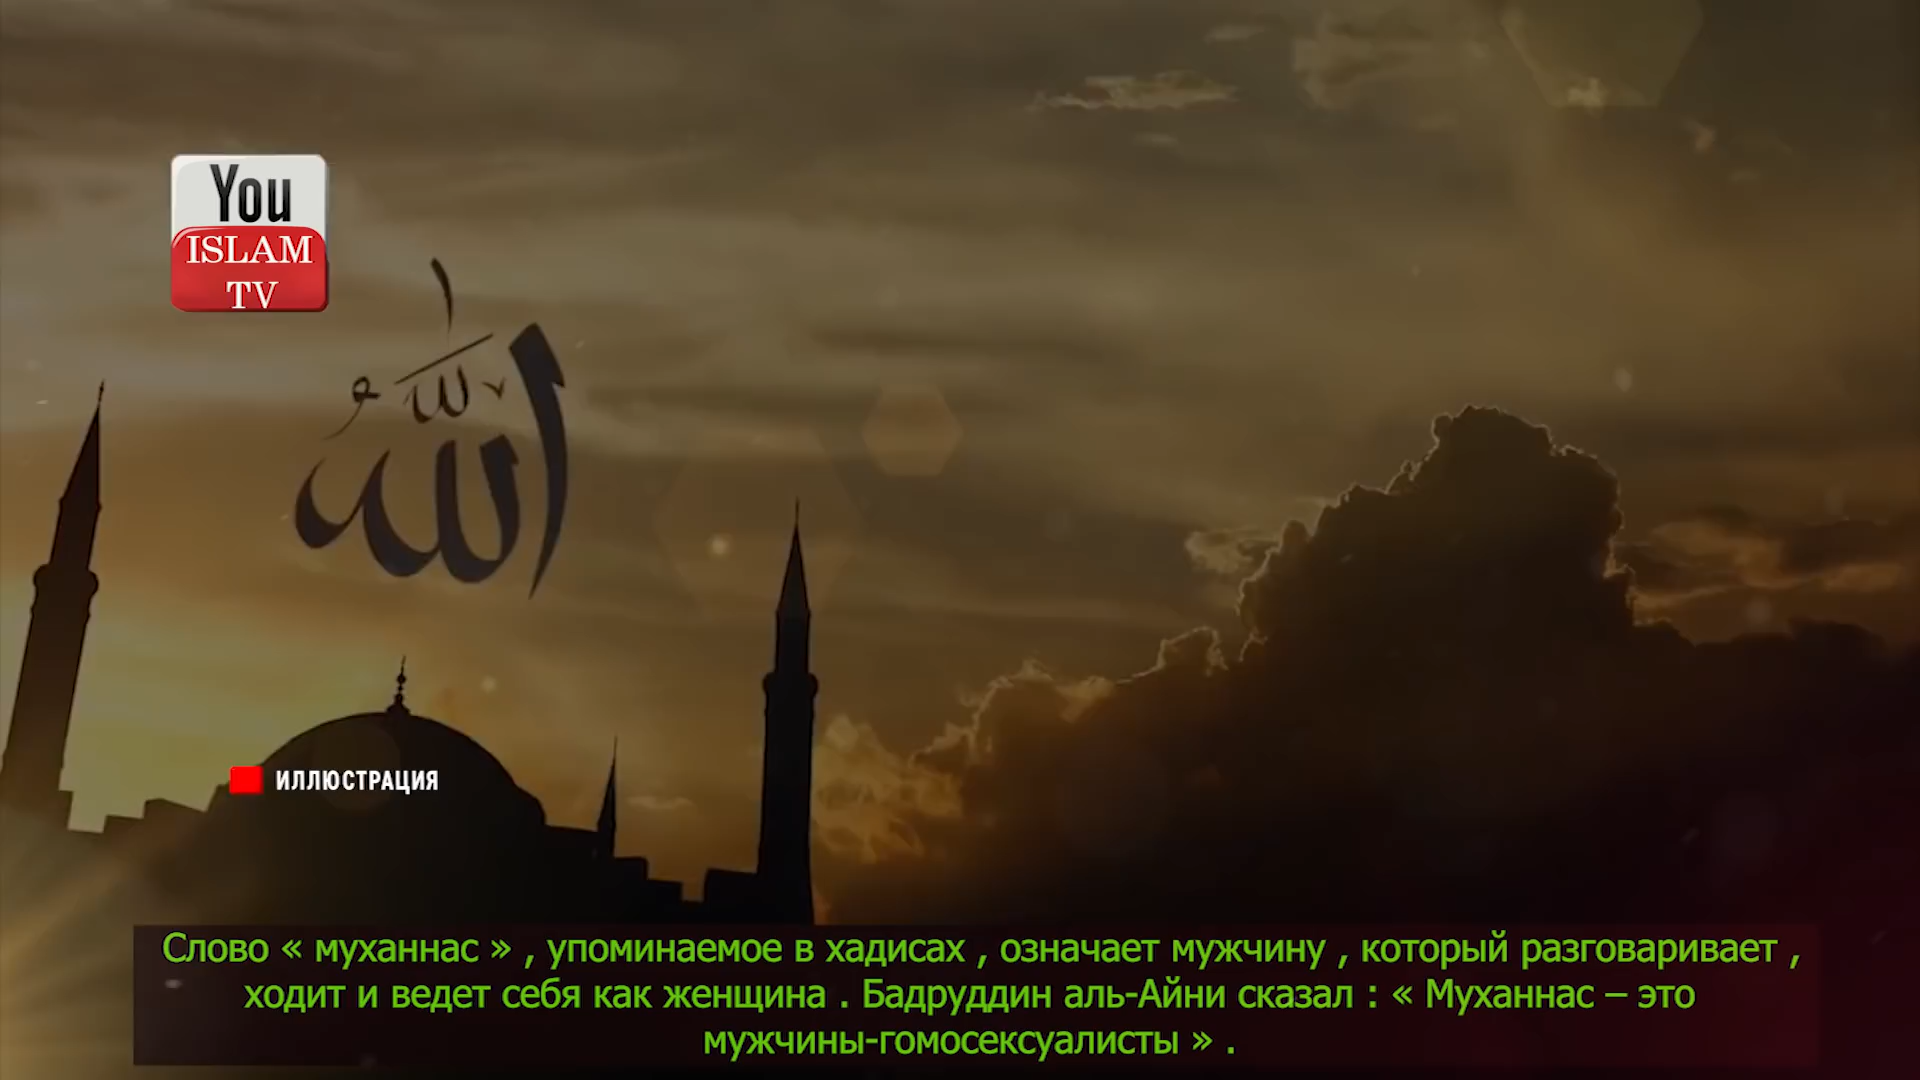 You
ISLAM
TV
الله
ИЛЛЮСТРАЦИЯ
Слово « муханнас » , упоминаемое в хадисах , означает мужчину , который разговаривает ,
ходит и ведет себя как женщина . Бадруддин аль-Айни сказал : « Муханнас – это
мужчины-гомосексуалисты » .